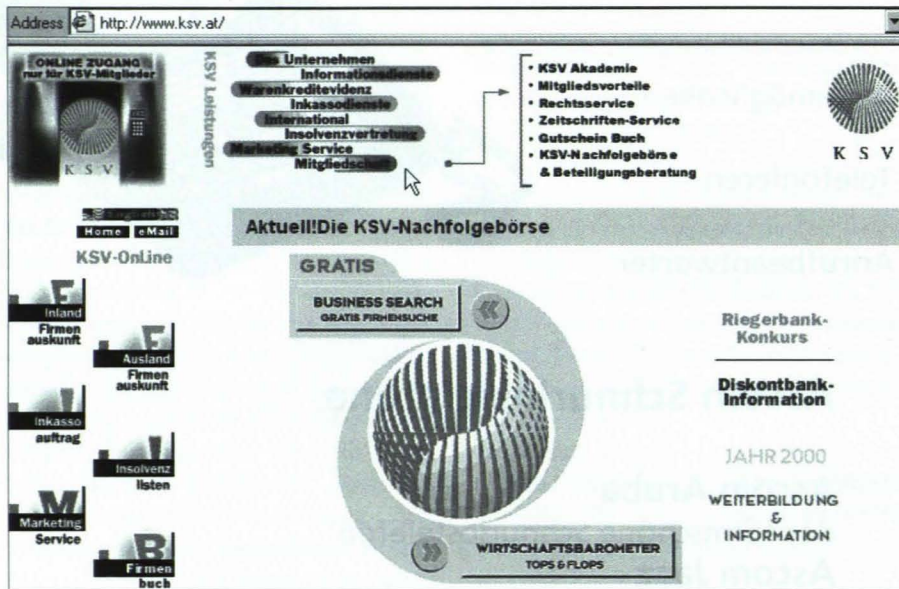 Address http://www.ksv.at/
ONLINE ZUGANG
nur für KSV-Mitglieder
K S V
KSV Leistungen
Das Unternehmen
Informationsdienste
Warenkreditevidenz
Inkassodienste
International
Insolvenzvertretung
Marketing Service
Mitgliedschaft
• KSV Akademie
• Mitgliedsvorteile
• Rechtsservice
• Zeitschriften-Service
• Gutschein Buch
• KSV-Nachfolgebörse
& Beteiligungsberatung
K S V
English
Home eMail
KSV-OnLine
F
Inland
Firmen
auskunft
F
Ausland
Firmen
auskunft
!
Inkasso
auftrag
!
Insolvenz
listen
M
Marketing
Service
B
Firmen
buch
Aktuell!Die KSV-Nachfolgebörse
GRATIS
BUSINESS SEARCH
GRATIS FIRMENSUCHE
«
»
WIRTSCHAFTSBAROMETER
TOPS & FLOPS
Riegerbank-
Konkurs
Diskontbank-
Information
JAHR 2000
WEITERBILDUNG
&
INFORMATION